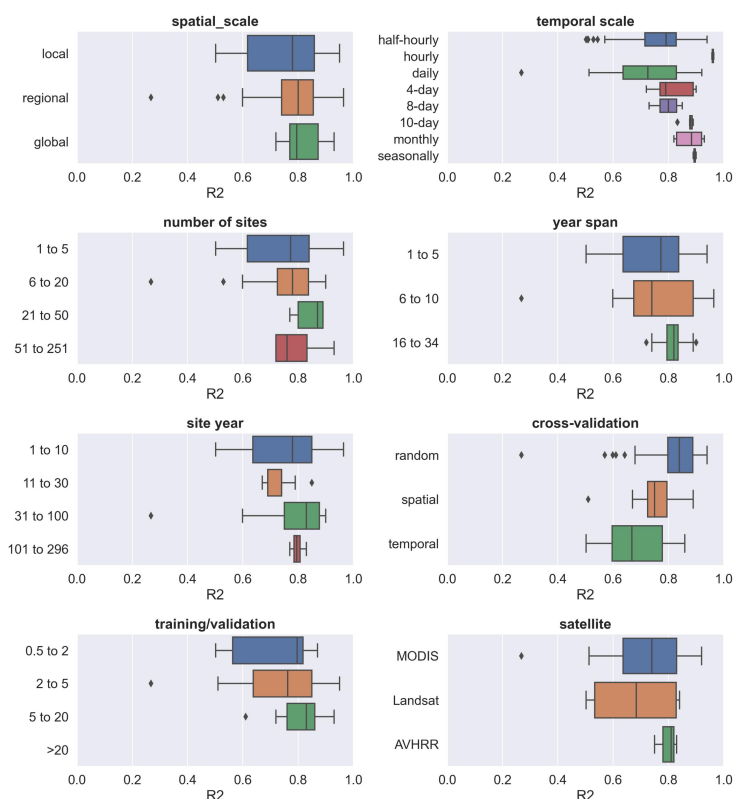 spatial_scale
local
regional
global
0.0 0.2 0.4 0.6 0.8 1.0
R2
temporal scale
half-hourly
hourly
daily
4-day
8-day
10-day
monthly
seasonally
0.0 0.2 0.4 0.6 0.8 1.0
R2
number of sites
1 to 5
6 to 20
21 to 50
51 to 251
0.0 0.2 0.4 0.6 0.8 1.0
R2
year span
1 to 5
6 to 10
16 to 34
0.0 0.2 0.4 0.6 0.8 1.0
R2
site year
1 to 10
11 to 30
31 to 100
101 to 296
0.0 0.2 0.4 0.6 0.8 1.0
R2
cross-validation
random
spatial
temporal
0.0 0.2 0.4 0.6 0.8 1.0
R2
training/validation
0.5 to 2
2 to 5
5 to 20
>20
0.0 0.2 0.4 0.6 0.8 1.0
R2
satellite
MODIS
Landsat
AVHRR
0.0 0.2 0.4 0.6 0.8 1.0
R2